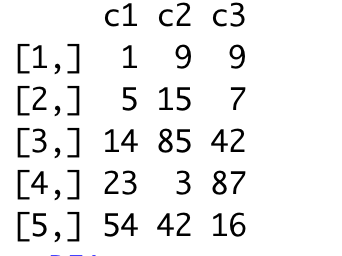 c1 c2 c3
[1,] 1 9 9
[2,] 5 15 7
[3,] 14 85 42
[4,] 23 3 87
[5,] 54 42 16